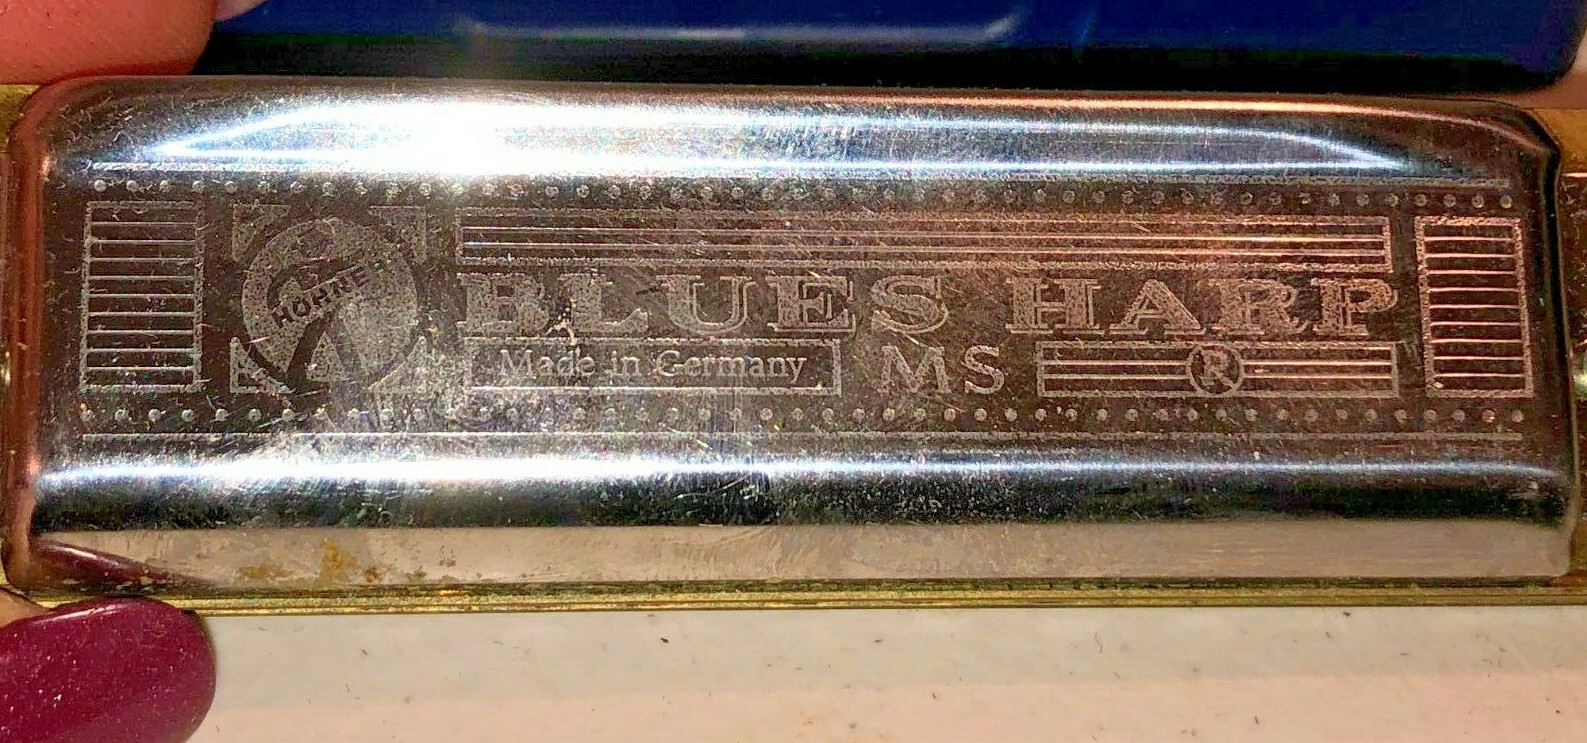 HOHNER
BLUES HARP
Made in Germany MS ®